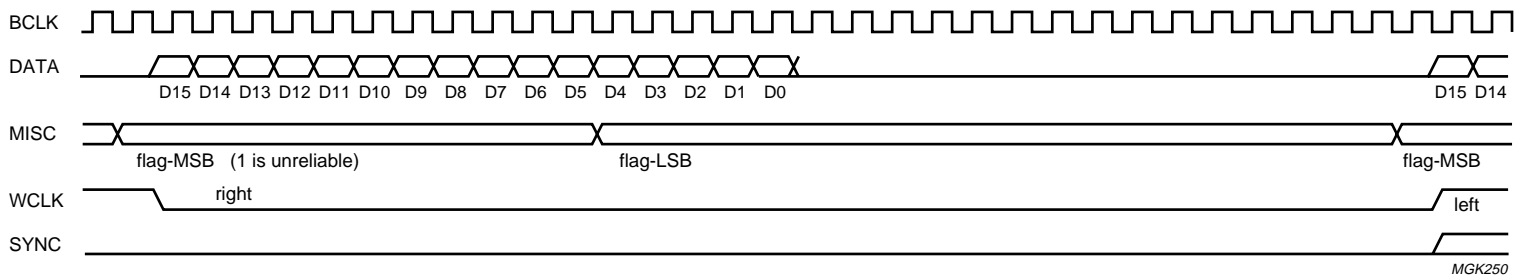 BCLK
DATA
D15 D14 D13 D12 D11 D10 D9 D8 D7 D6 D5 D4 D3 D2 D1 D0 D15 D14
MISC
flag-MSB (1 is unreliable) flag-LSB flag-MSB
WCLK right left
SYNC
MGK250